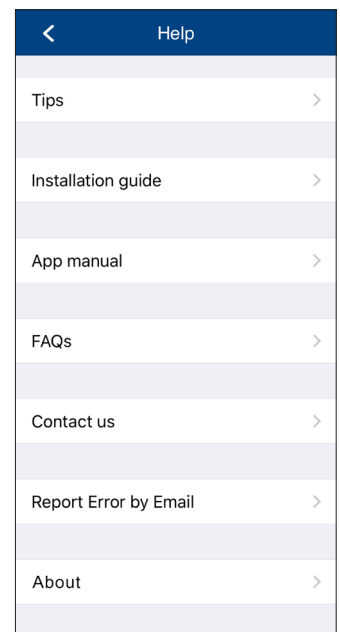 Help
Tips
Installation guide
App manual
FAQs
Contact us
Report Error by Email
About